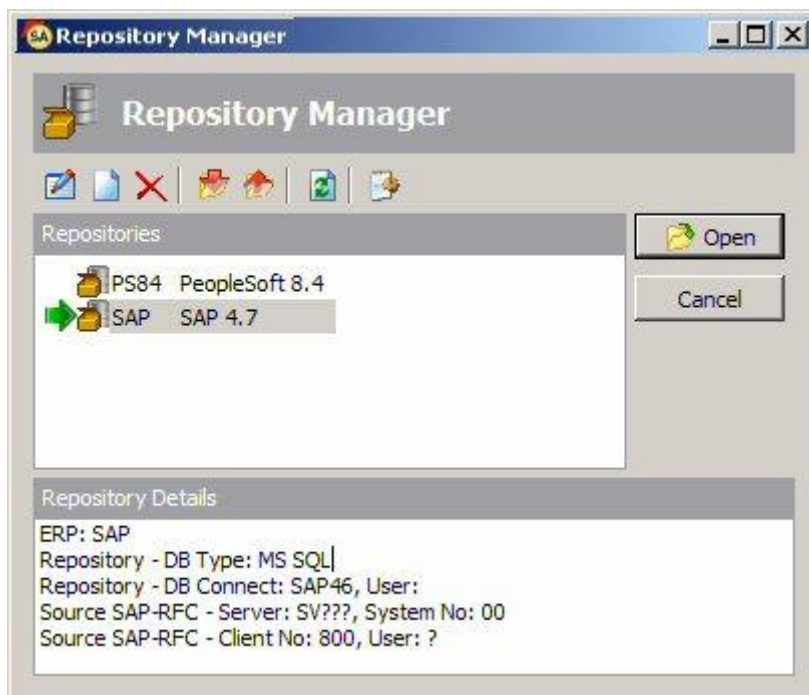 SA Repository Manager
Repository Manager
Repositories
PS84 PeopleSoft 8.4
SAP SAP 4.7
Open
Cancel
Repository Details
ERP: SAP
Repository - DB Type: MS SQL
Repository - DB Connect: SAP46, User:
Source SAP-RFC - Server: SV???, System No: 00
Source SAP-RFC - Client No: 800, User: ?